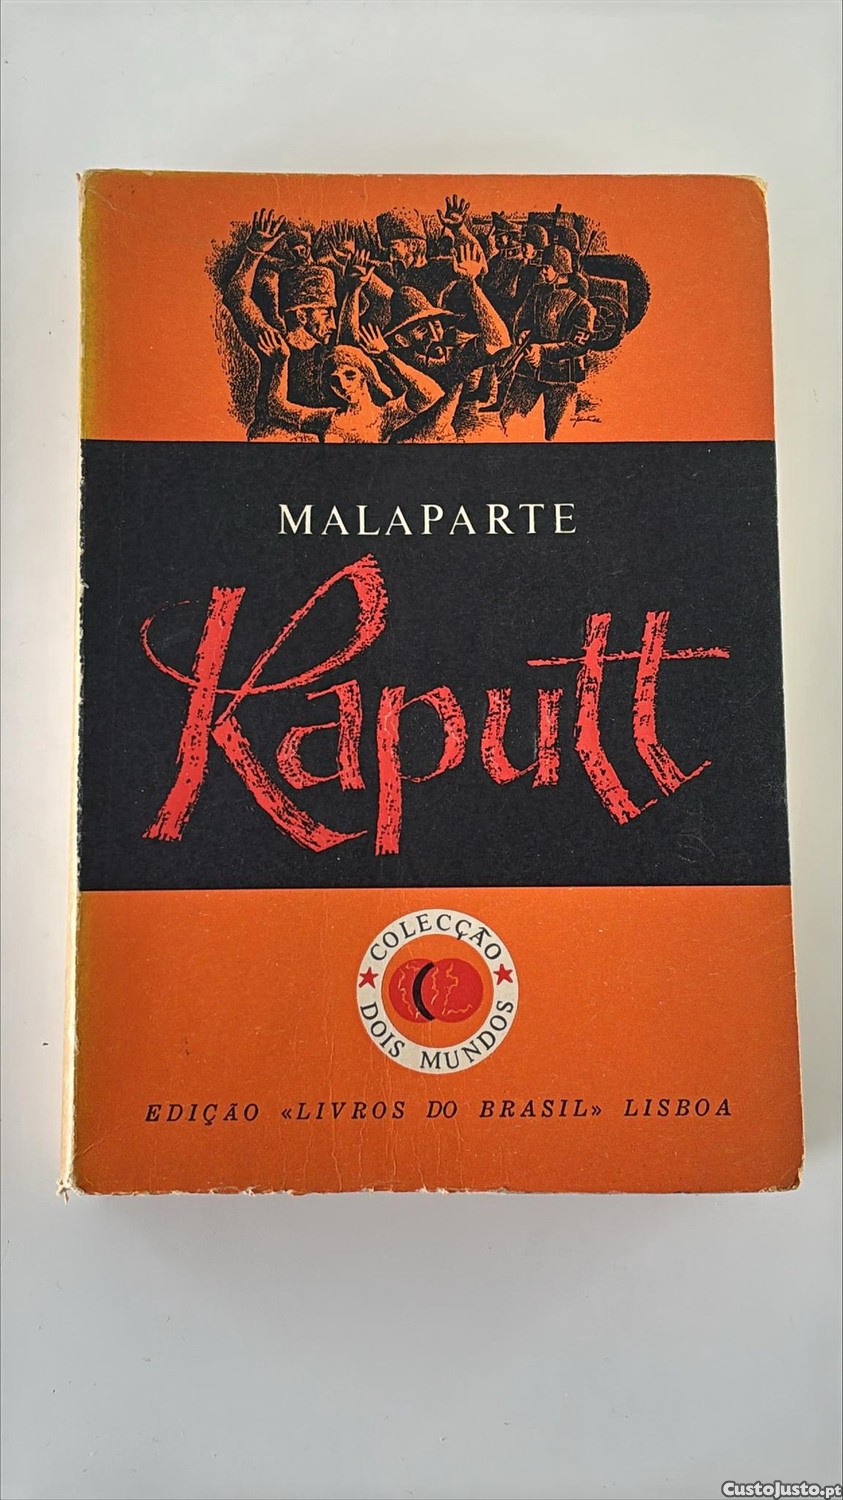 MALAPARTE
Kaputt
COLECÇÃO
DOIS MUNDOS
EDIÇÃO «LIVROS DO BRASIL» LISBOA
CustoJusto.pt